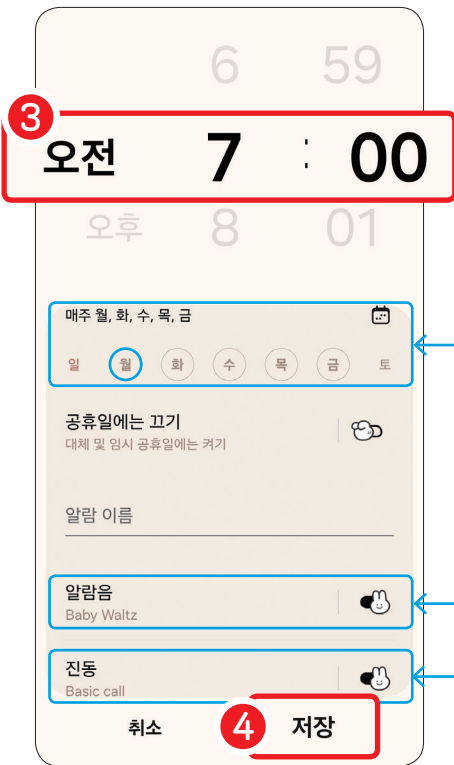 6 59
3
오전 7 : 00
오후 8 01
매주 월, 화, 수, 목, 금
일 월 화 수 목 금 토
공휴일에는 끄기
대체 및 임시 공휴일에는 켜기
알람 이름
알람음
Baby Waltz
진동
Basic call
취소 4 저장